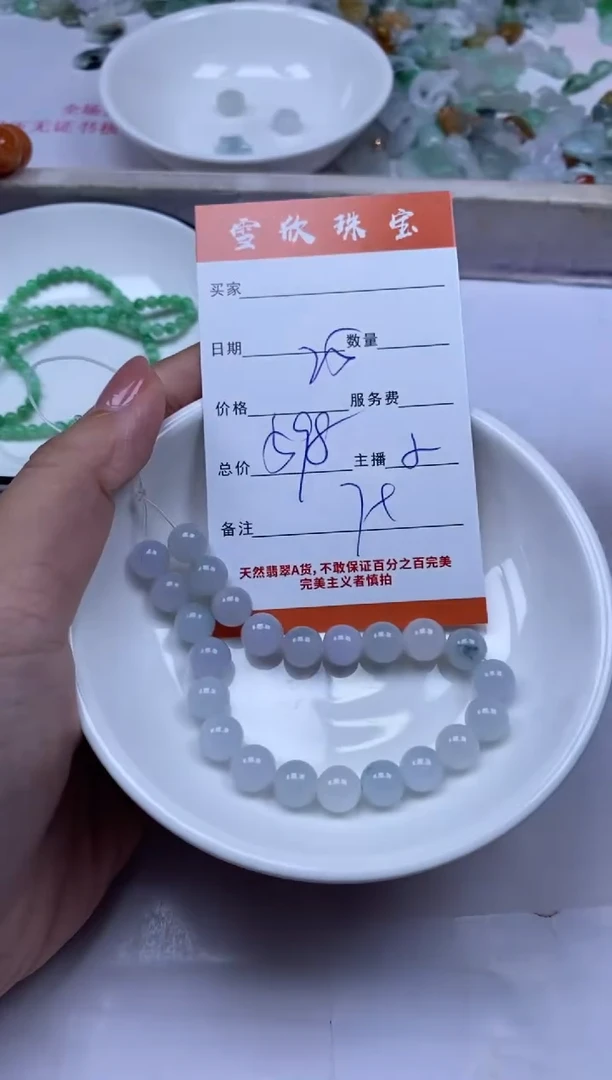 雪欣珠宝
买家
日期 数量
价格 服务费
总价 698 主播
备注
天然翡翠A货，不敢保证百分之百完美
完美主义者慎拍